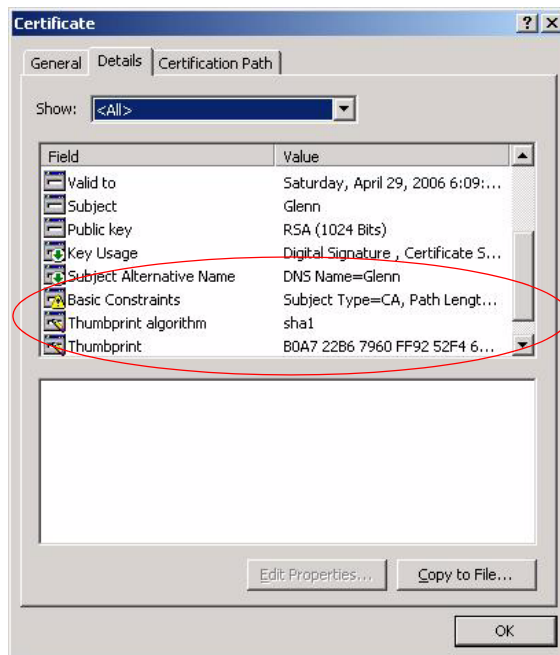 Certificate
General Details Certification Path
Show: <All>
Field Value
Valid to Saturday, April 29, 2006 6:09:...
Subject Glenn
Public key RSA (1024 Bits)
Key Usage Digital Signature , Certificate S...
Subject Alternative Name DNS Name=Glenn
Basic Constraints Subject Type=CA, Path Lengt...
Thumbprint algorithm sha1
Thumbprint B0A7 22B6 7960 FF92 52F4 6...
Edit Properties... Copy to File...
OK